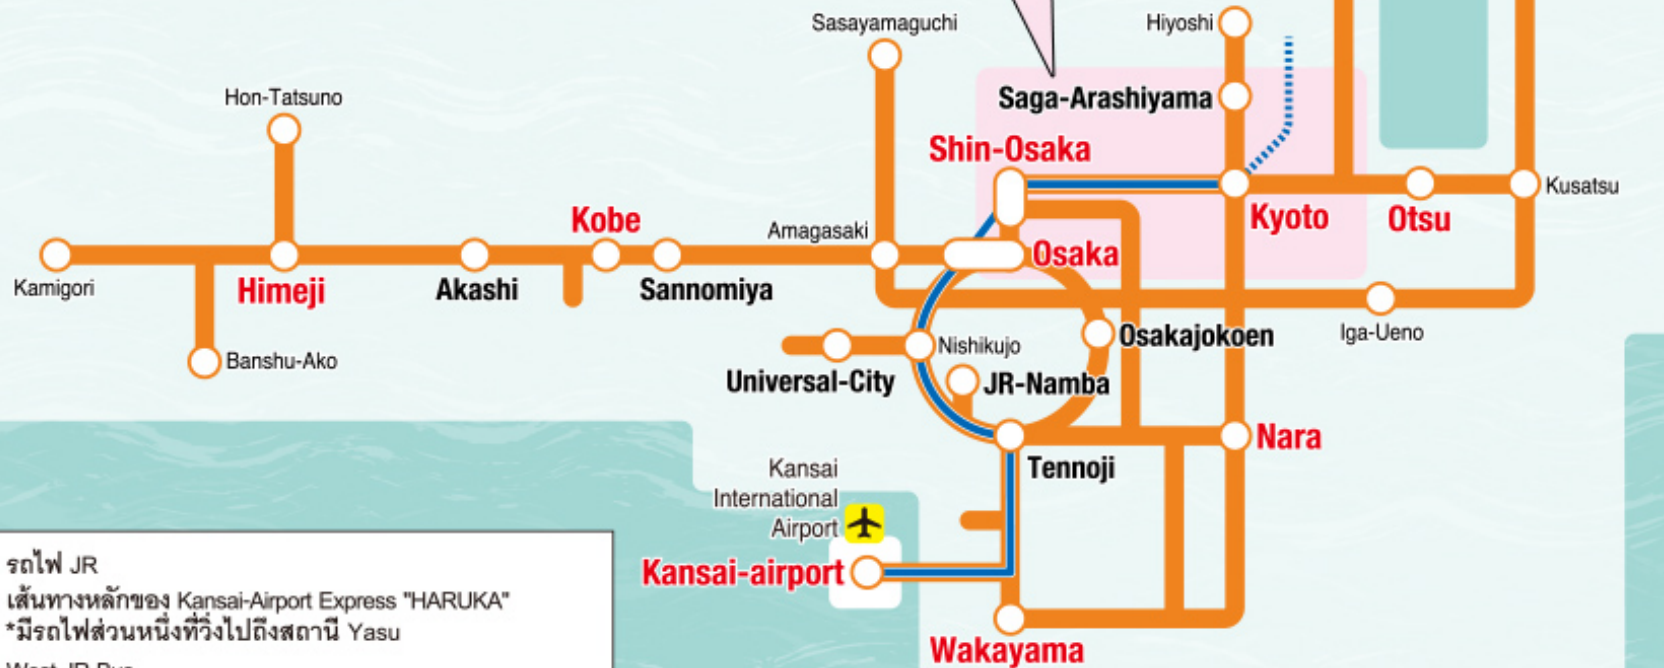 Sasayamaguchi
Hiyoshi
Hon-Tatsuno
Saga-Arashiyama
Shin-Osaka
Kusatsu
Kobe
Kyoto
Otsu
Amagasaki
Osaka
Kamigori
Himeji
Akashi
Sannomiya
Osakajokoen
Iga-Ueno
Nishikujo
Banshu-Ako
Universal-City
JR-Namba
Nara
Tennoji
Kansai
International
Airport
Kansai-airport
Wakayama
รถไฟ JR
เส้นทางหลักของ Kansai-Airport Express "HARUKA"
*มีรถไฟส่วนหนึ่งที่วิ่งไปถึงสถานี Yasu
West JR Bus